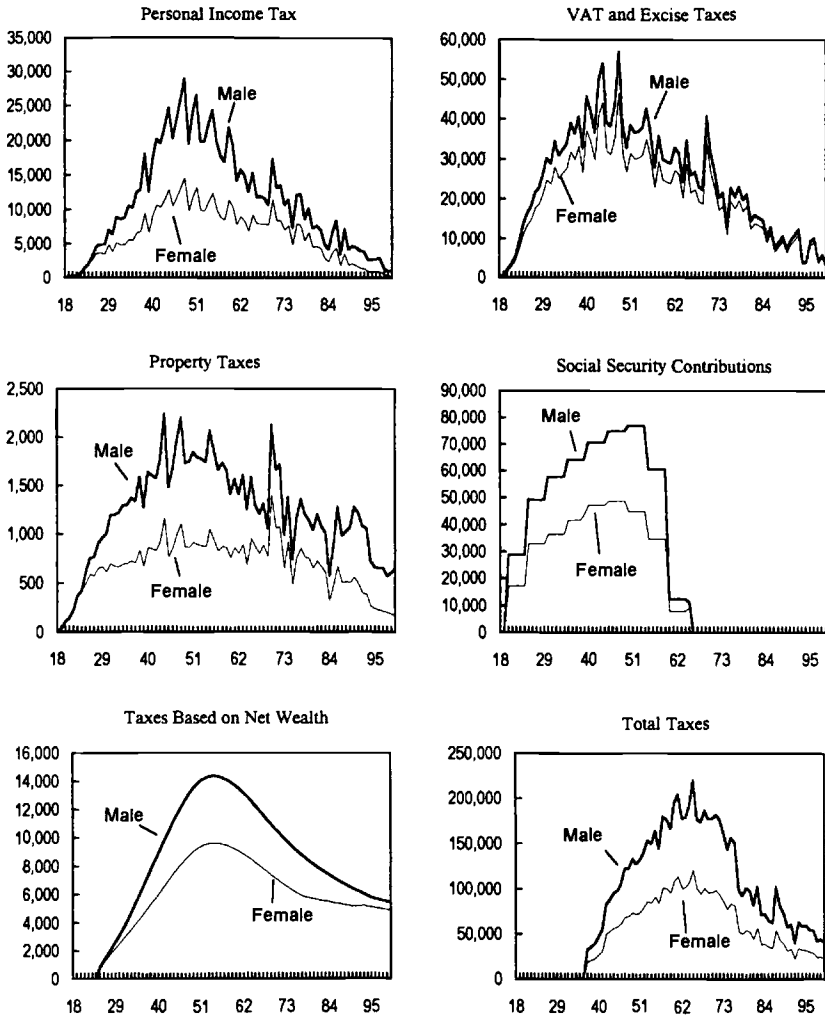 Personal Income Tax
35,000
30,000
25,000
20,000
15,000
10,000
5,000
0
Male
Female
18 29 40 51 62 73 84 95
VAT and Excise Taxes
60,000
50,000
40,000
30,000
20,000
10,000
0
Male
Female
18 29 40 51 62 73 84 95
Property Taxes
2,500
2,000
1,500
1,000
500
0
Male
Female
18 29 40 51 62 73 84 95
Social Security Contributions
90,000
80,000
70,000
60,000
50,000
40,000
30,000
20,000
10,000
0
Male
Female
18 29 40 51 62 73 84 95
Taxes Based on Net Wealth
16,000
14,000
12,000
10,000
8,000
6,000
4,000
2,000
0
Male
Female
18 29 40 51 62 73 84 95
Total Taxes
250,000
200,000
150,000
100,000
50,000
0
Male
Female
18 29 40 51 62 73 84 95